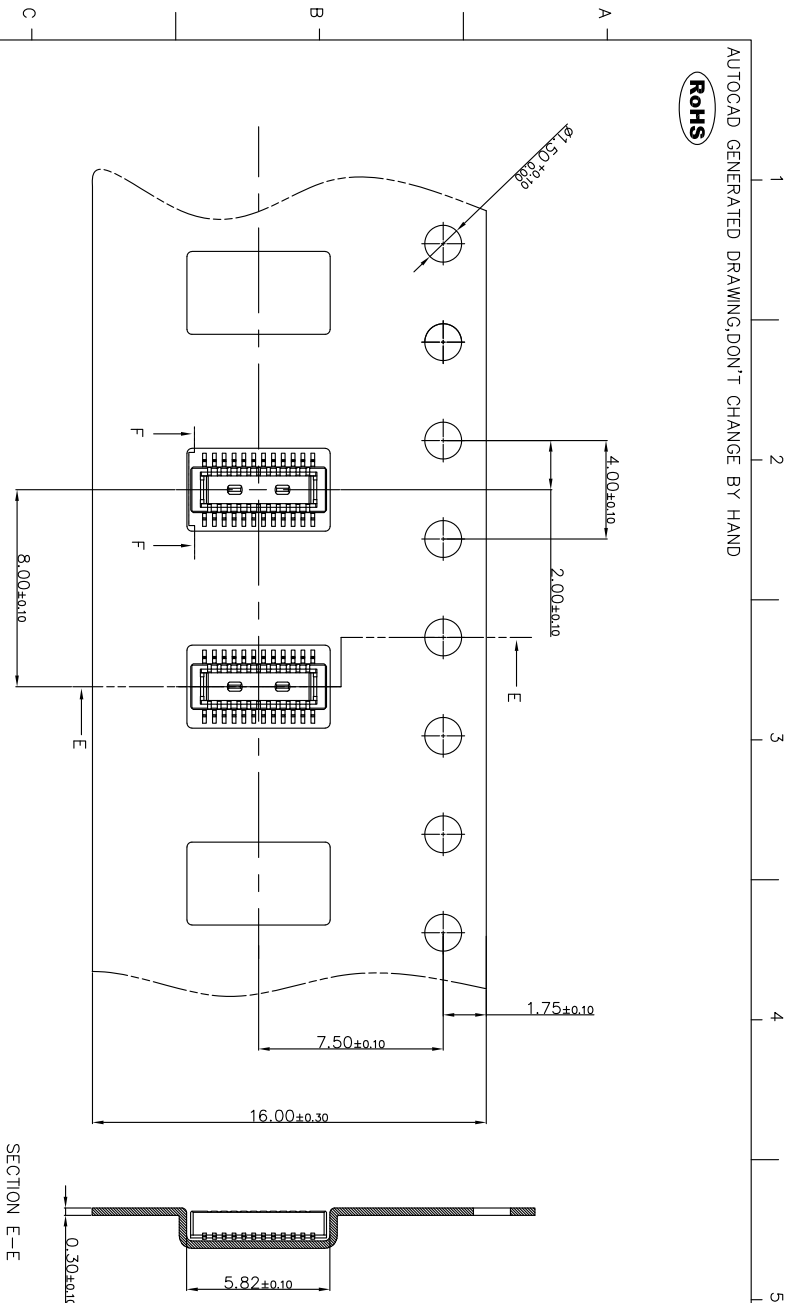 AUTOCAD GENERATED DRAWING,DON'T CHANGE BY HAND
RoHS
1
2
3
4
5
A
B
C
ø1.50 +0.10 0.00
4.00±0.10
2.00±0.10
F
F
E
E
8.00±0.10
1.75±0.10
7.50±0.10
16.00±0.30
5.82±0.10
0.30±0.10
SECTION E-E